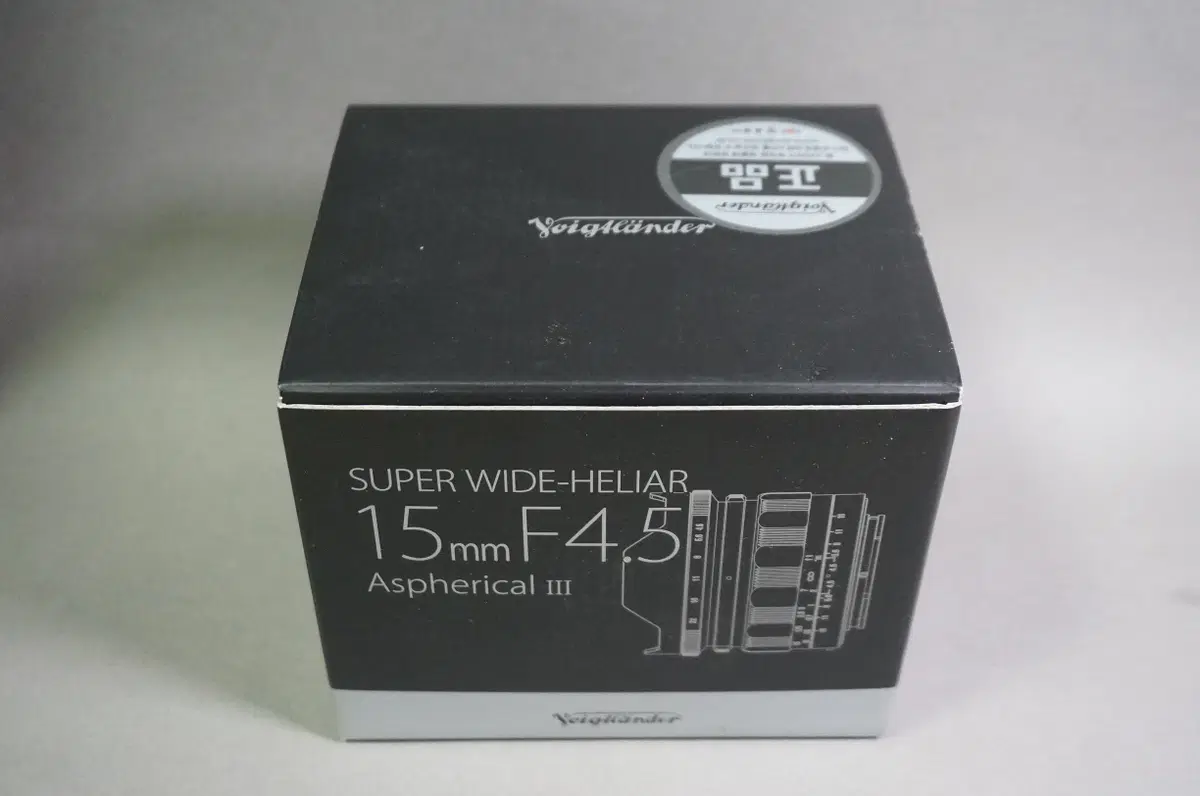 Voigtländer
正品
Voigtländer
SUPER WIDE-HELIAR
15mm F4.5
Aspherical III
Voigtländer